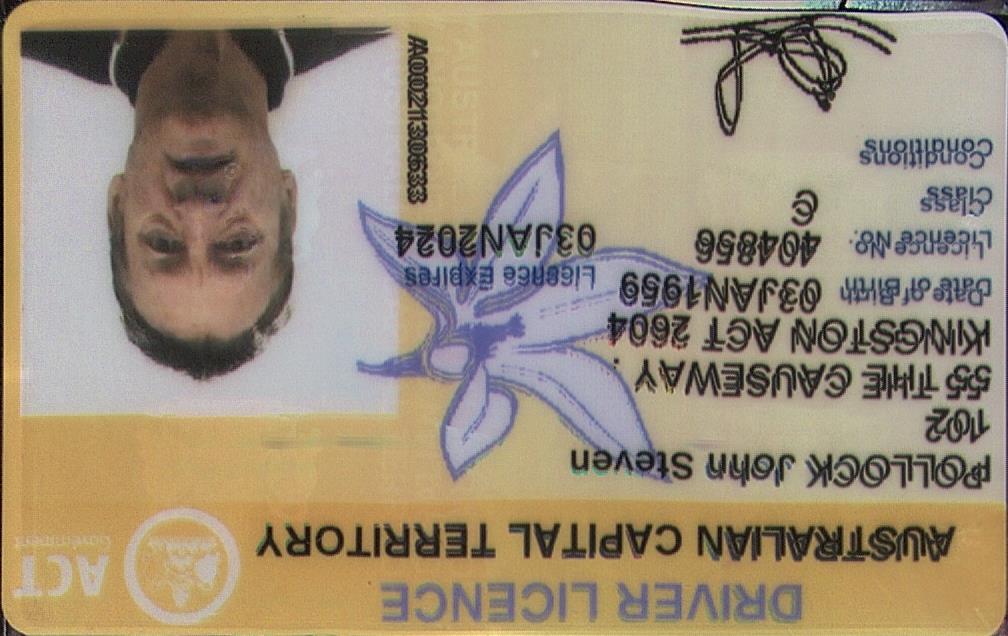 DRIVER LICENCE
AUSTRALIAN CAPITAL TERRITORY
ACT
Government
POLLOCK John Steven
102
55 THE CAUSEWAY
KINGSTON ACT 2604
Date of Birth 03JAN1959
Licence Expires
Licence No. 404856
03JAN2024
Class C
Conditions